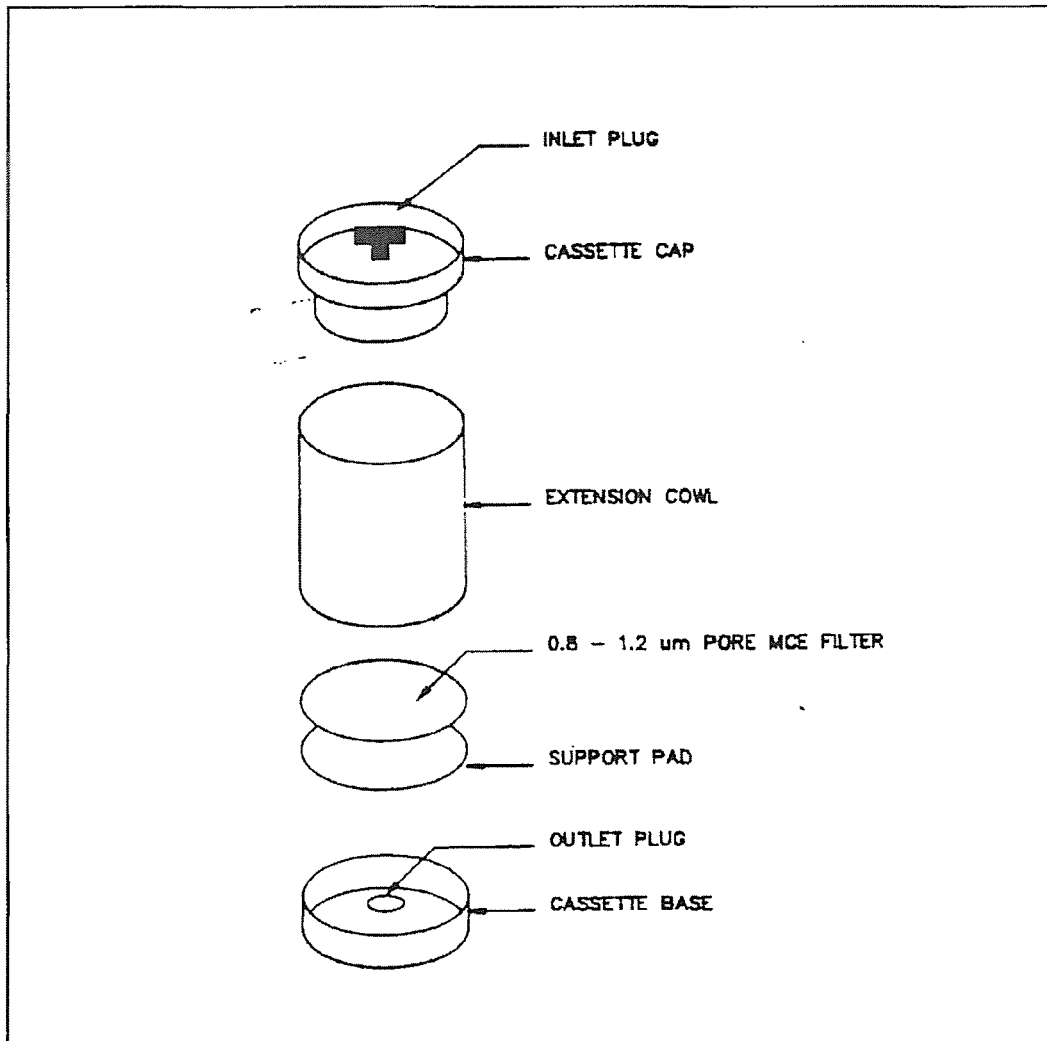 INLET PLUG
CASSETTE CAP
EXTENSION COWL
0.8 – 1.2 um PORE MCE FILTER
SUPPORT PAD
OUTLET PLUG
CASSETTE BASE